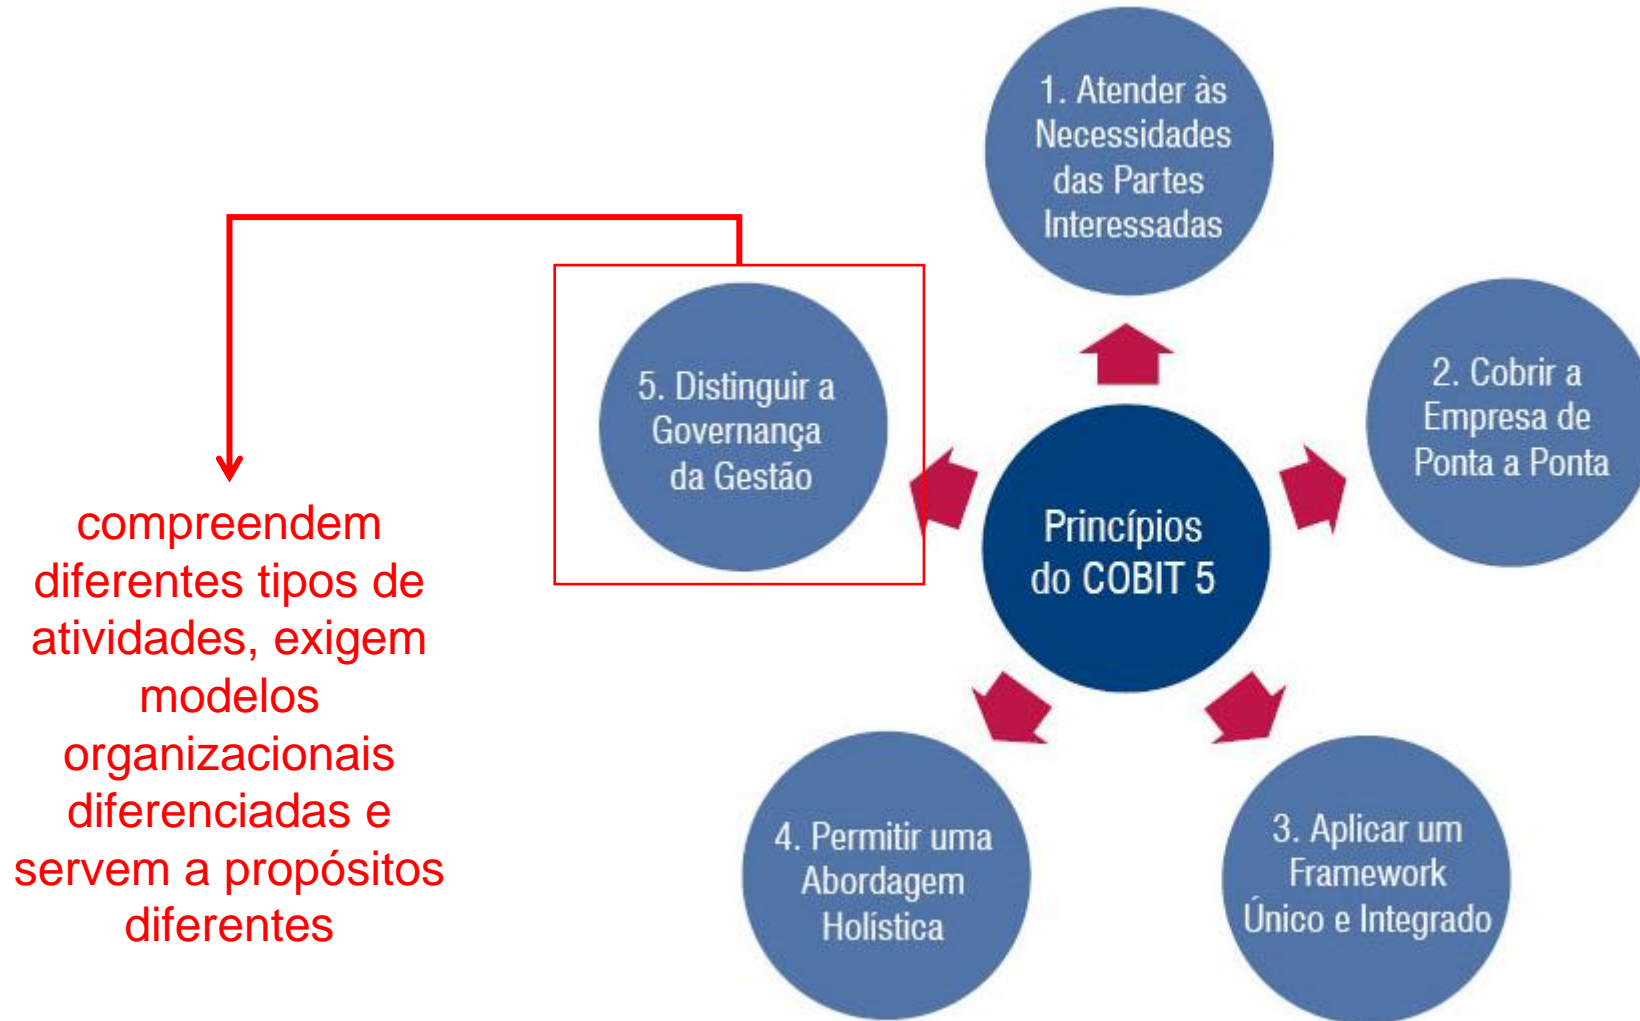 1. Atender às
Necessidades
das Partes
Interessadas
2. Cobrir a
Empresa de
Ponta a Ponta
3. Aplicar um
Framework
Único e Integrado
4. Permitir uma
Abordagem
Holística
5. Distinguir a
Governança
da Gestão
Princípios
do COBIT 5
compreendem
diferentes tipos de
atividades, exigem
modelos
organizacionais
diferenciadas e
servem a propósitos
diferentes